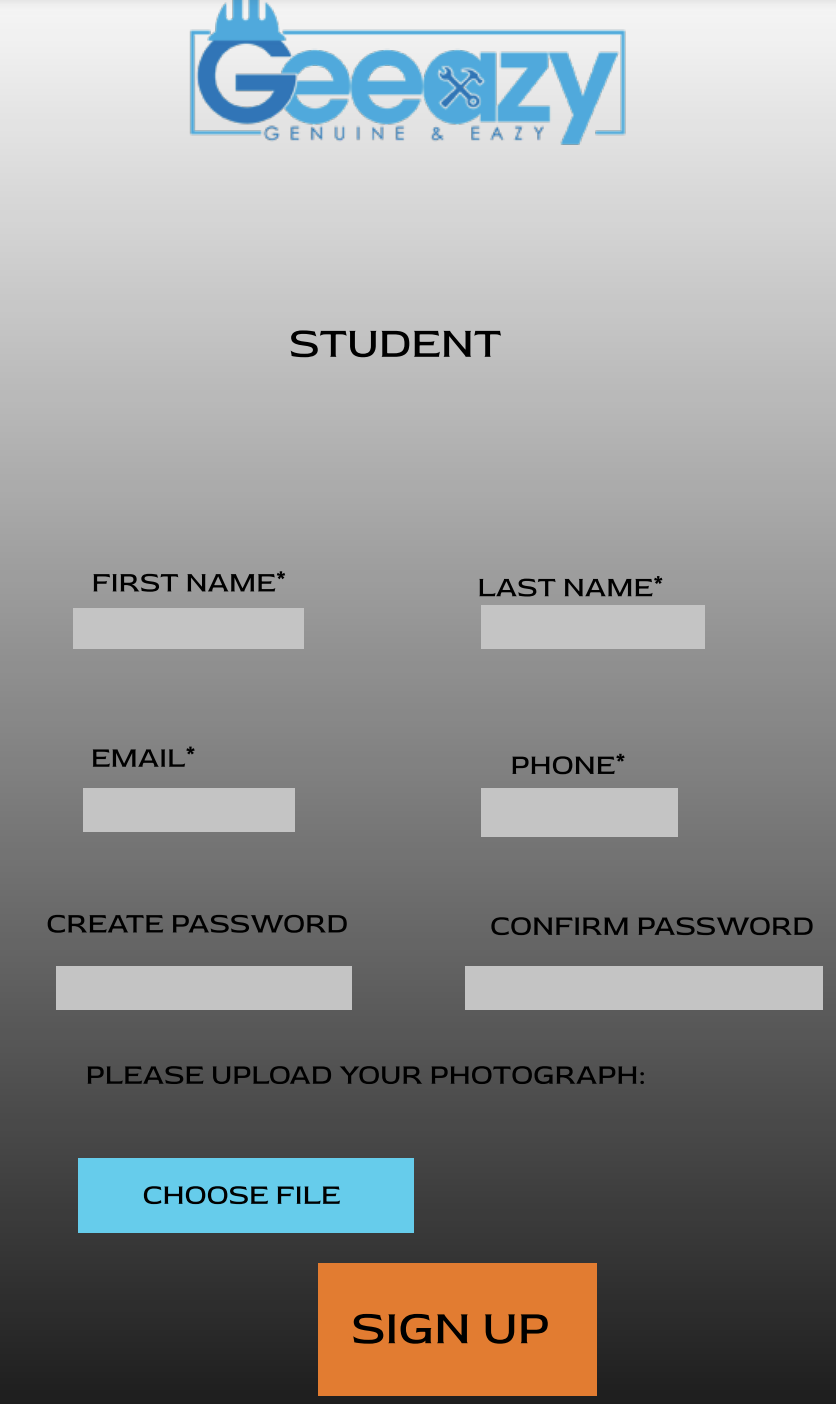 Geeeazy
GENUINE & EAZY
STUDENT
FIRST NAME*
LAST NAME*
EMAIL*
PHONE*
CREATE PASSWORD
CONFIRM PASSWORD
PLEASE UPLOAD YOUR PHOTOGRAPH:
CHOOSE FILE
SIGN UP